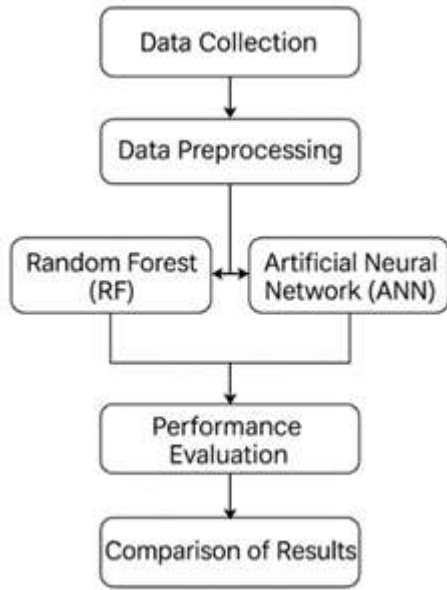 Data Collection
Data Preprocessing
Random Forest
(RF)
Artificial Neural
Network (ANN)
Performance
Evaluation
Comparison of Results